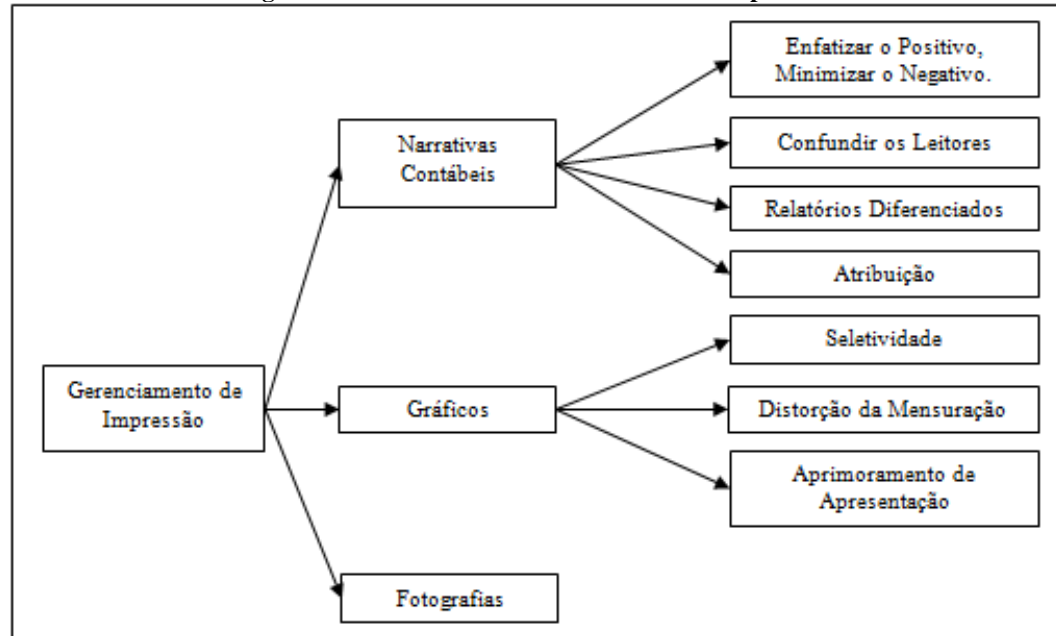 Enfatizar o Positivo,
Minimizar o Negativo.
Narrativas
Contábeis
Confundir os Leitores
Relatórios Diferenciados
Atribuição
Seletividade
Gerenciamento de
Impressão
Gráficos
Distorção da Mensuração
Aprimoramento de
Apresentação
Fotografias